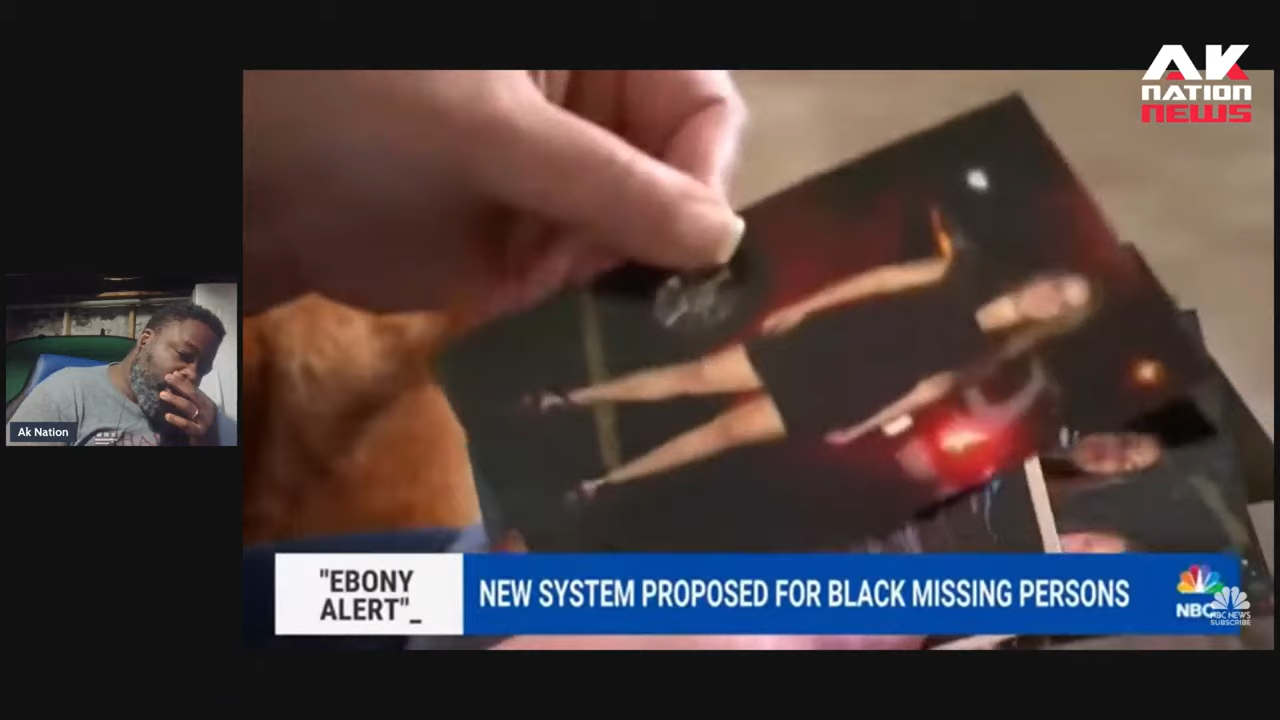 AK
NATION
NEWS
Ak Nation
"EBONY
ALERT"_
NEW SYSTEM PROPOSED FOR BLACK MISSING PERSONS
NBC
NBC NEWS
SUBSCRIBE